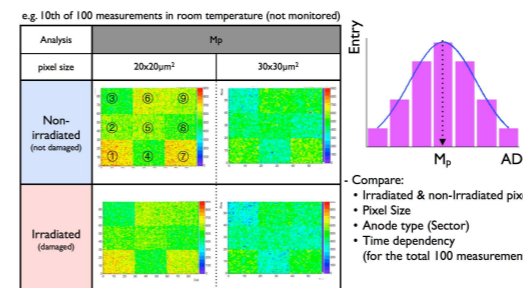 e.g. 10th of 100 measurements in room temperature (not monitored)
Analysis
Mp
pixel size
20x20μm²
30x30μm²
Non-
irradiated
(not damaged)
③ ⑥ ⑨
② ⑤ ⑧
① ④ ⑦
Irradiated
(damaged)
Entry
Mp
AD
- Compare:
• Irradiated & non-Irradiated pix
• Pixel Size
• Anode type (Sector)
• Time dependency
(for the total 100 measuremen